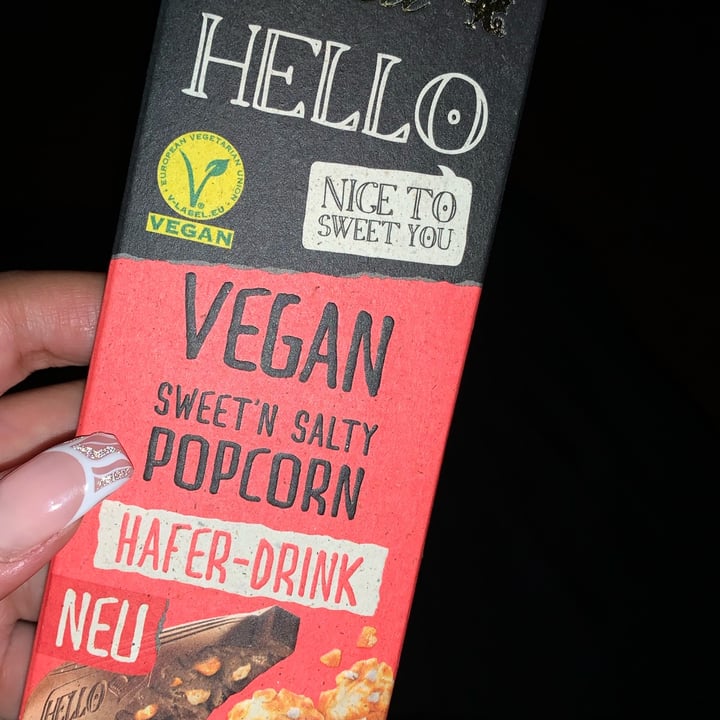 HELLO
EUROPEAN VEGETARIAN UNION
V-LABEL.EU
VEGAN
NICE TO
SWEET YOU
VEGAN
SWEET'N SALTY
POPCORN
HAFER-DRINK
NEU
HELLO